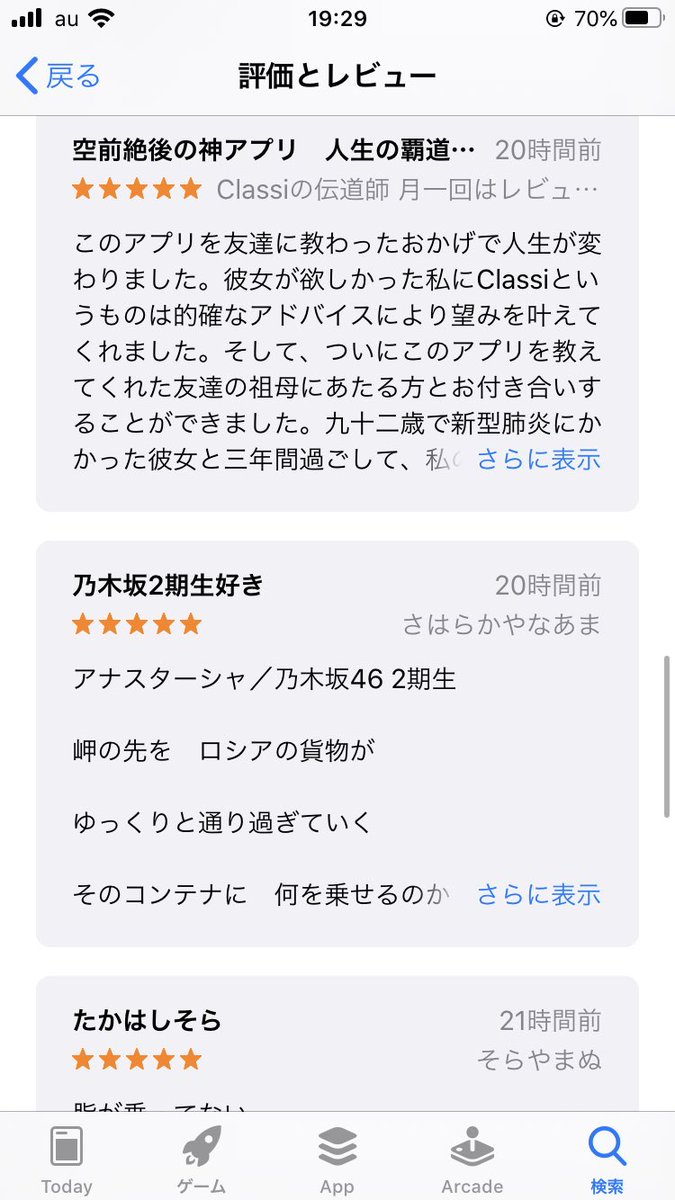 au 19:29 70%
戻る 評価とレビュー
空前絶後の神アプリ　人生の覇道… 20時間前
Classiの伝道師 月一回はレビュ…
このアプリを友達に教わったおかげで人生が変
わりました。彼女が欲しかった私にClassiとい
うものは的確なアドバイスにより望みを叶えて
くれました。そして、ついにこのアプリを教え
てくれた友達の祖母にあたる方とお付き合いす
ることができました。九十二歳で新型肺炎にか
かった彼女と三年間過ごして、私の さらに表示
乃木坂2期生好き 20時間前
さはらかやなあま
アナスターシャ／乃木坂46 2期生
岬の先を　ロシアの貨物が
ゆっくりと通り過ぎていく
そのコンテナに　何を乗せるのか さらに表示
たかはしそら 21時間前
そらやまぬ
脂が乗ってない
Today ゲーム App Arcade 検索